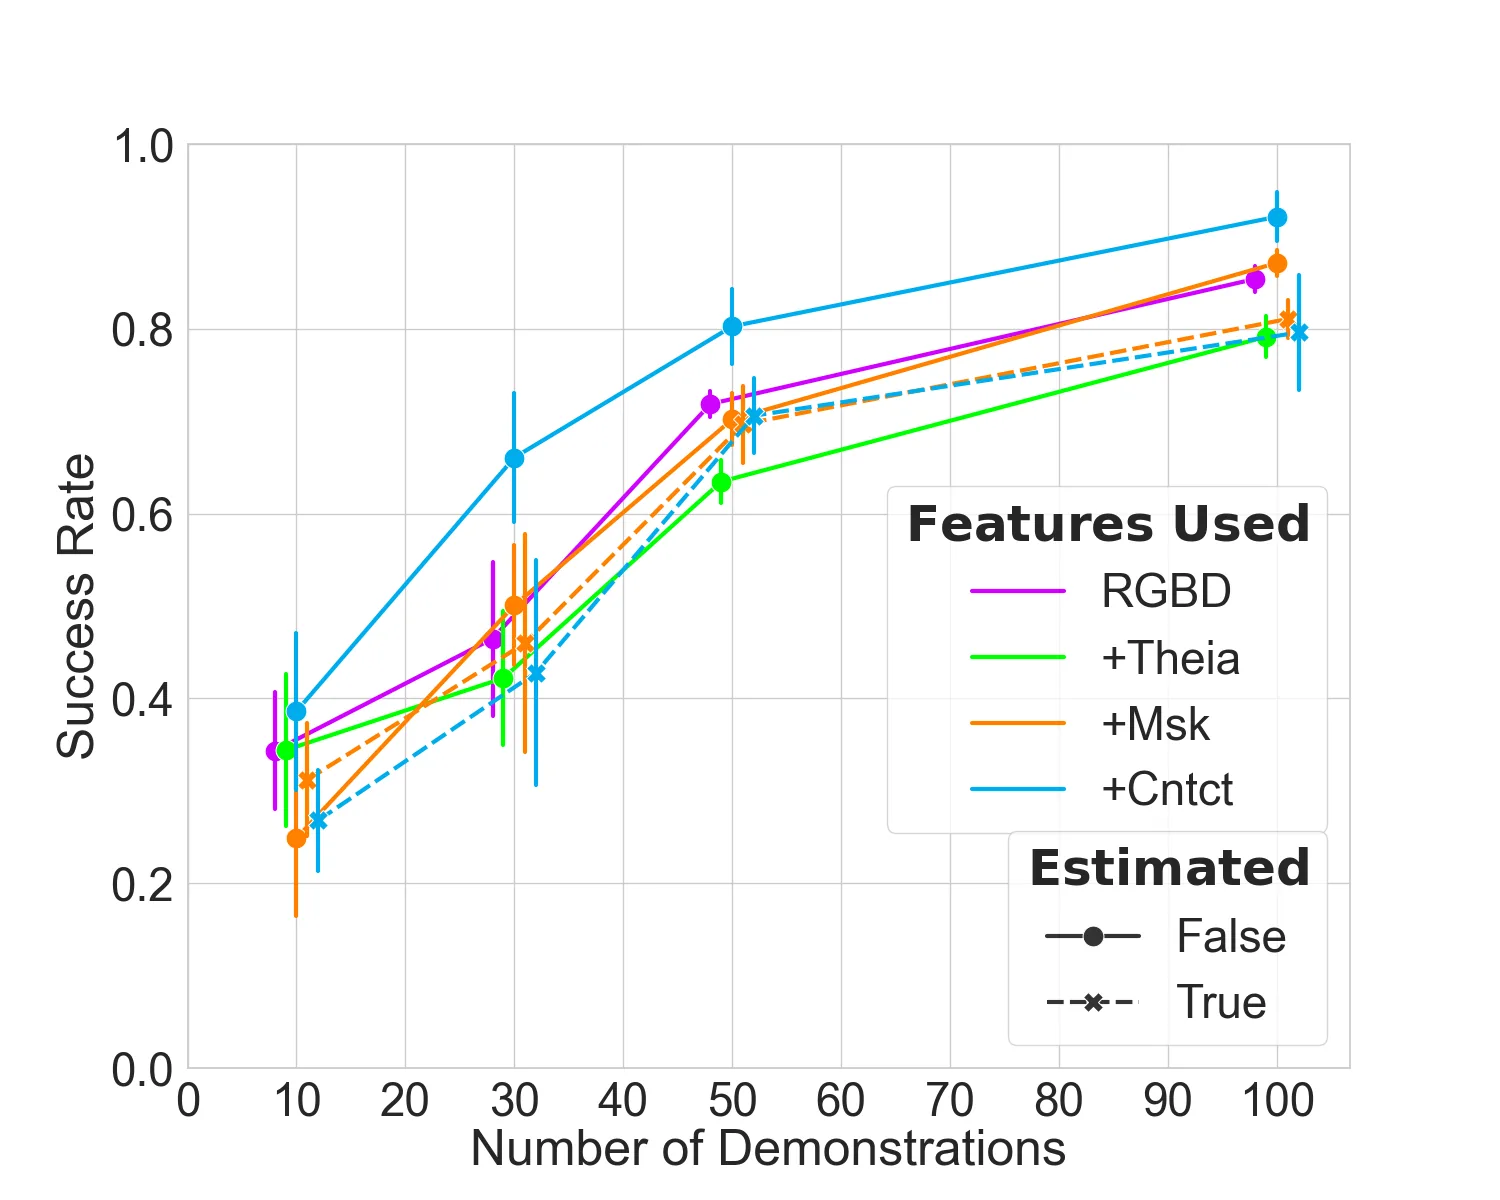 1.0
0.8
0.6
0.4
0.2
0.0
Success Rate
0 10 20 30 40 50 60 70 80 90 100
Number of Demonstrations
Features Used
RGBD
+Theia
+Msk
+Cntct
Estimated
False
True